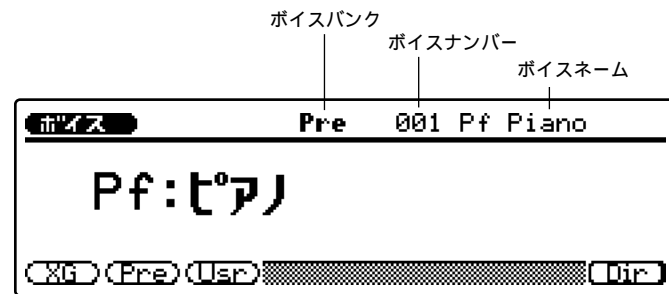 ボイスバンク
ボイスナンバー
ボイスネーム
ボイス Pre 001 Pf Piano
Pf:ピアノ
XG Pre Usr Dir